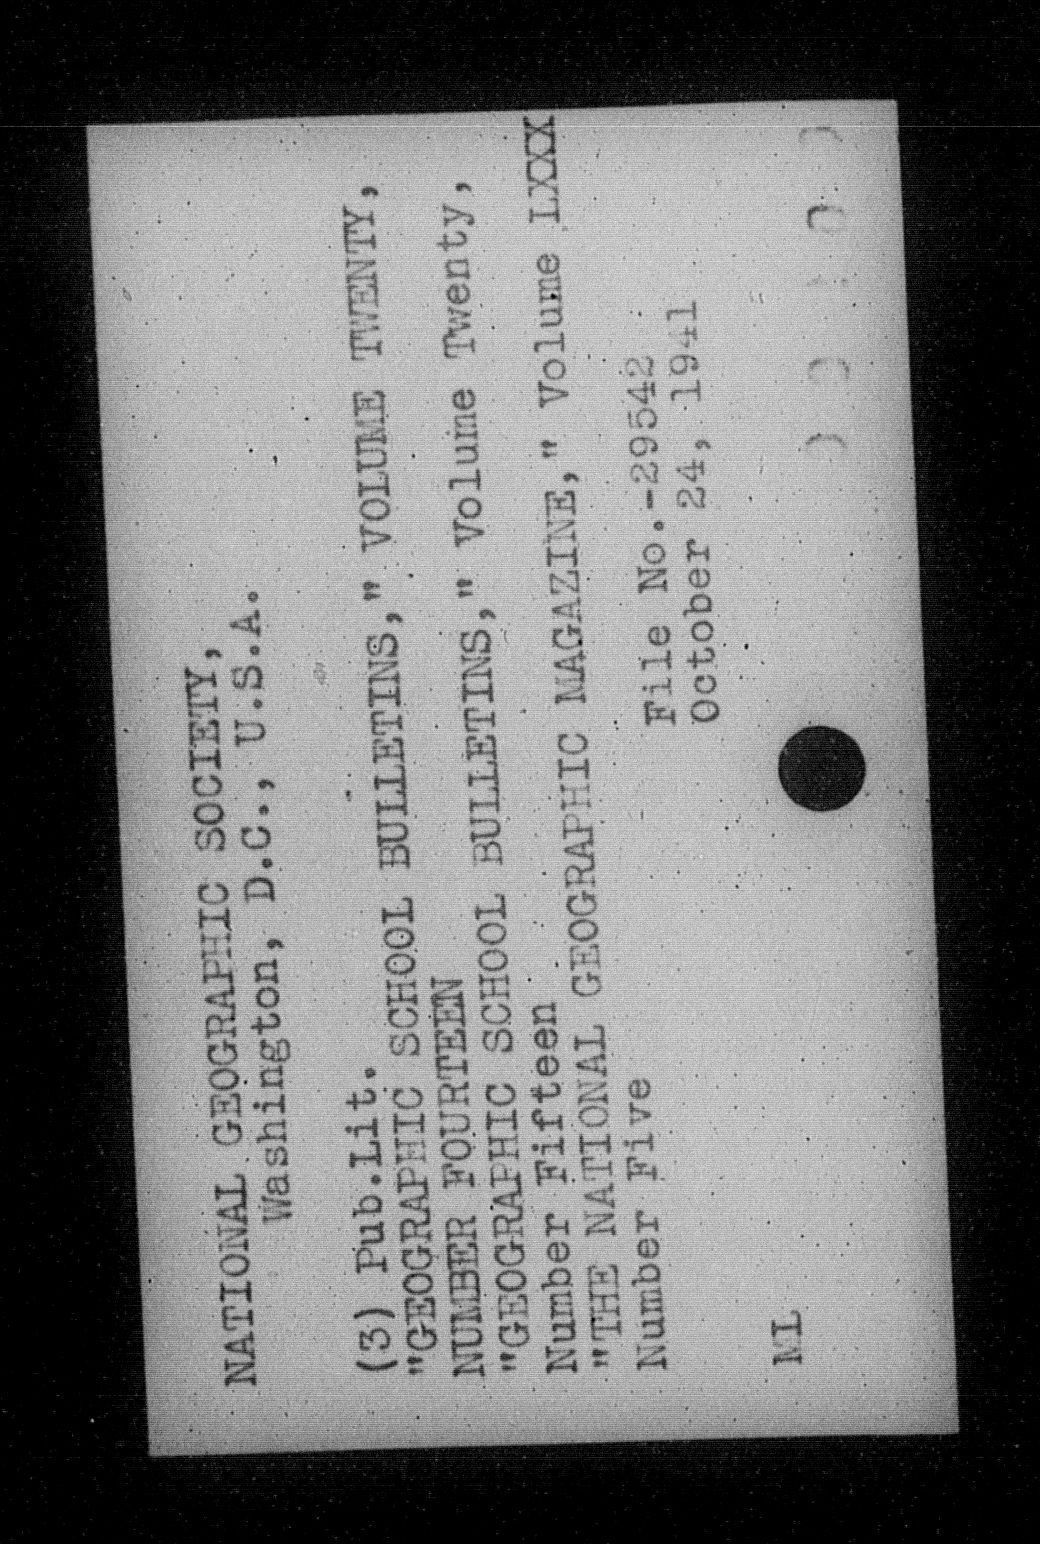 NATIONAL GEOGRAPHIC SOCIETY,
Washington, D.C., U.S.A.
(3) Pub.Lit.
"GEOGRAPHIC SCHOOL BULLETINS," VOLUME TWENTY,
NUMBER FOURTEEN
"GEOGRAPHIC SCHOOL BULLETINS," Volume Twenty,
Number Fifteen
"THE NATIONAL GEOGRAPHIC MAGAZINE," Volume LXXX
Number Five
File No.-29542
October 24, 1941
ML